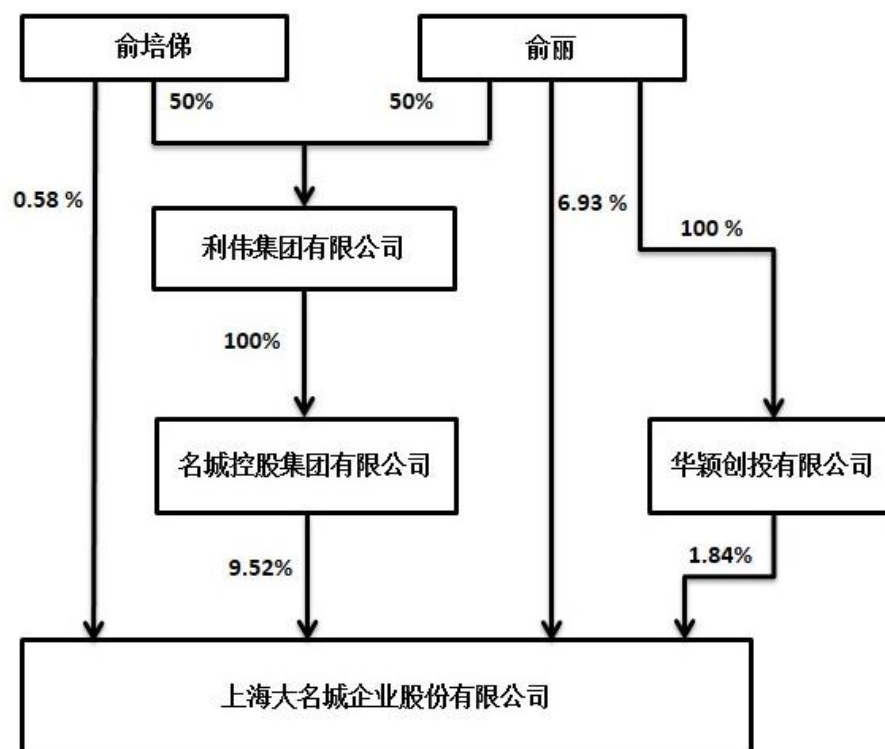 俞培俤
俞丽
50%
50%
0.58 %
6.93 %
100 %
利伟集团有限公司
100%
名城控股集团有限公司
华颖创投有限公司
9.52%
1.84%
上海大名城企业股份有限公司